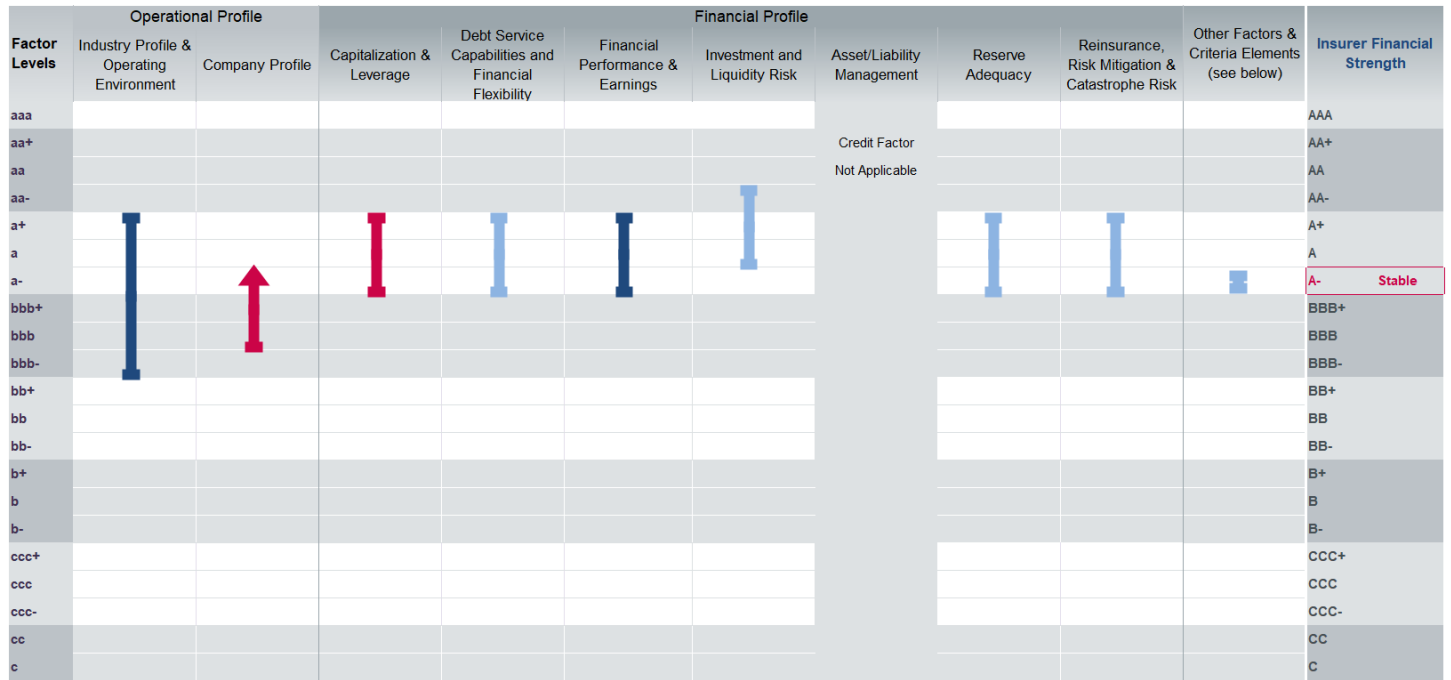 Operational Profile
Financial Profile
Factor
Levels
Industry Profile &
Operating
Environment
Company Profile
Capitalization &
Leverage
Debt Service
Capabilities and
Financial
Flexibility
Financial
Performance &
Earnings
Investment and
Liquidity Risk
Asset/Liability
Management
Reserve
Adequacy
Reinsurance,
Risk Mitigation &
Catastrophe Risk
Other Factors &
Criteria Elements
(see below)
Insurer Financial
Strength
aaa AAA
aa+ Credit Factor AA+
aa Not Applicable AA
aa- AA-
a+ A+
a A
a- A- Stable
bbb+ BBB+
bbb BBB
bbb- BBB-
bb+ BB+
bb BB
bb- BB-
b+ B+
b B
b- B-
ccc+ CCC+
ccc CCC
ccc- CCC-
cc CC
c C